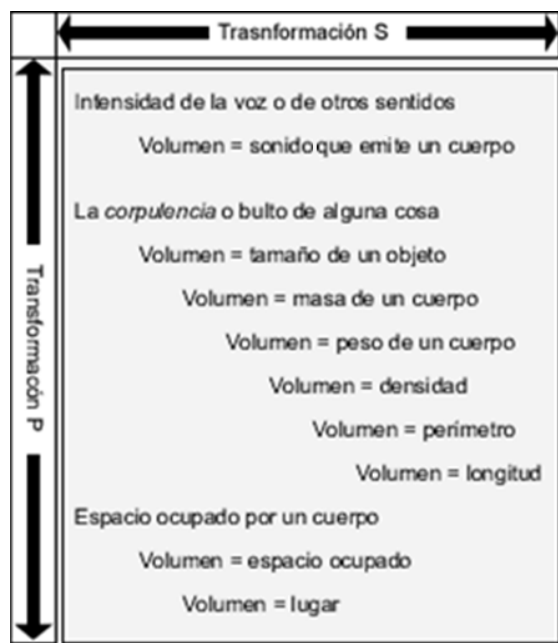 Trasnformación S
Transformacón P
Intensidad de la voz o de otros sentidos
Volumen = sonido que emite un cuerpo
La corpulencia o bulto de alguna cosa
Volumen = tamaño de un objeto
Volumen = masa de un cuerpo
Volumen = peso de un cuerpo
Volumen = densidad
Volumen = perímetro
Volumen = longitud
Espacio ocupado por un cuerpo
Volumen = espacio ocupado
Volumen = lugar